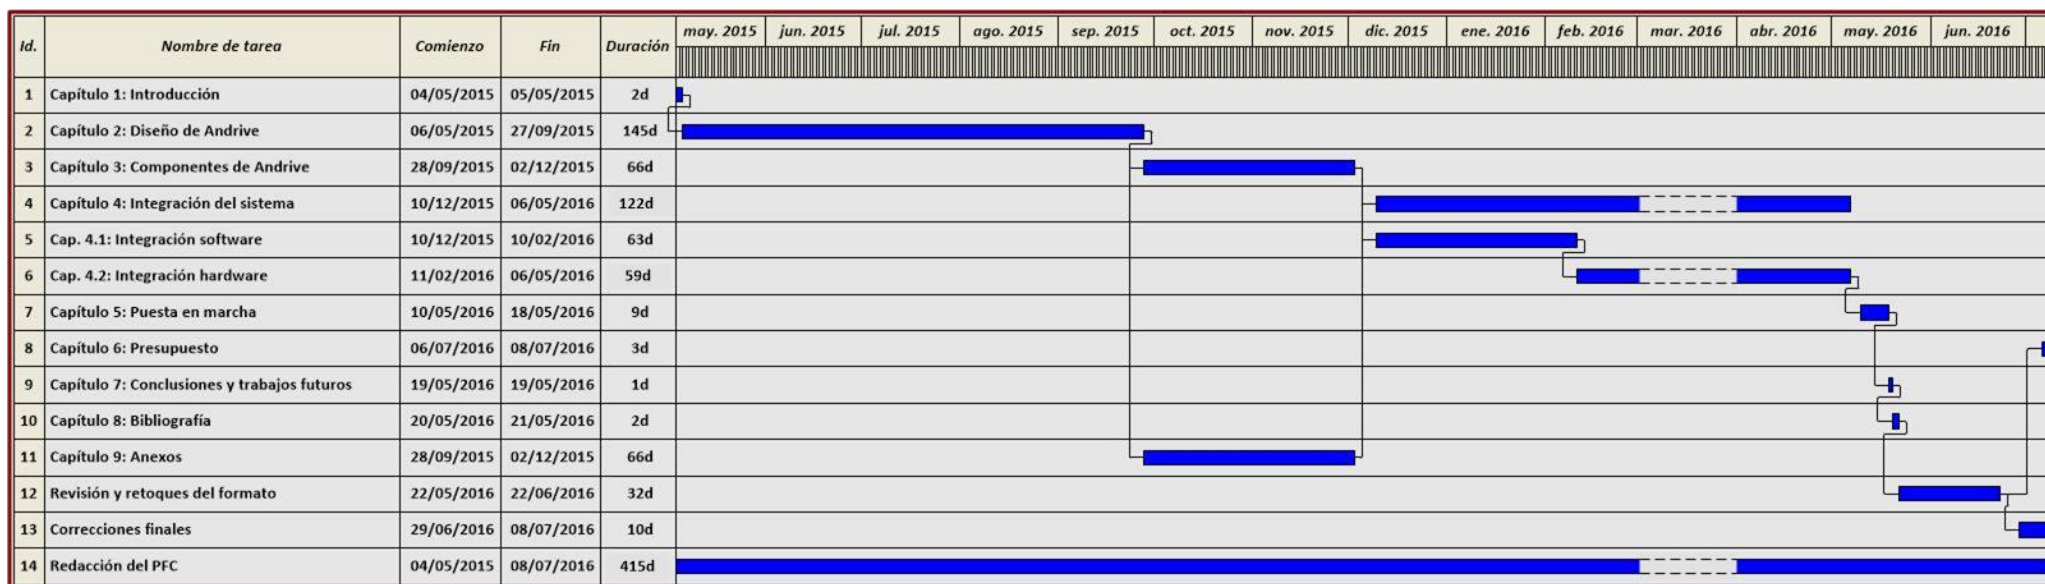 Id. Nombre de tarea Comienzo Fin Duración may. 2015 jun. 2015 jul. 2015 ago. 2015 sep. 2015 oct. 2015 nov. 2015 dic. 2015 ene. 2016 feb. 2016 mar. 2016 abr. 2016 may. 2016 jun. 2016
1 Capítulo 1: Introducción 04/05/2015 05/05/2015 2d
2 Capítulo 2: Diseño de Andrive 06/05/2015 27/09/2015 145d
3 Capítulo 3: Componentes de Andrive 28/09/2015 02/12/2015 66d
4 Capítulo 4: Integración del sistema 10/12/2015 06/05/2016 122d
5 Cap. 4.1: Integración software 10/12/2015 10/02/2016 63d
6 Cap. 4.2: Integración hardware 11/02/2016 06/05/2016 59d
7 Capítulo 5: Puesta en marcha 10/05/2016 18/05/2016 9d
8 Capítulo 6: Presupuesto 06/07/2016 08/07/2016 3d
9 Capítulo 7: Conclusiones y trabajos futuros 19/05/2016 19/05/2016 1d
10 Capítulo 8: Bibliografía 20/05/2016 21/05/2016 2d
11 Capítulo 9: Anexos 28/09/2015 02/12/2015 66d
12 Revisión y retoques del formato 22/05/2016 22/06/2016 32d
13 Correcciones finales 29/06/2016 08/07/2016 10d
14 Redacción del PFC 04/05/2015 08/07/2016 415d